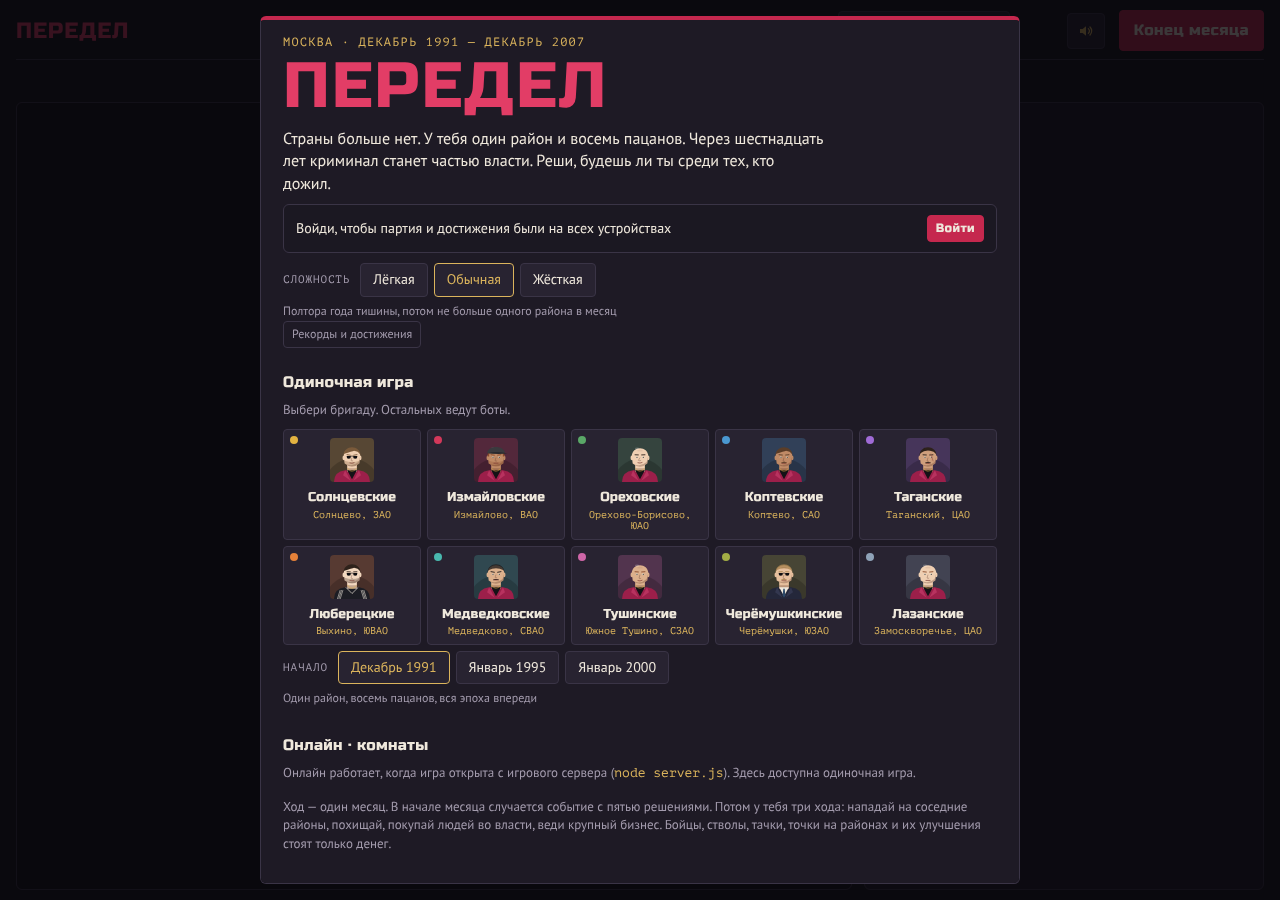 ПЕРЕДЕЛ
Конец месяца
МОСКВА · ДЕКАБРЬ 1991 — ДЕКАБРЬ 2007
ПЕРЕДЕЛ
Страны больше нет. У тебя один район и восемь пацанов. Через шестнадцать
лет криминал станет частью власти. Реши, будешь ли ты среди тех, кто
дожил.
Войди, чтобы партия и достижения были на всех устройствах
Войти
СЛОЖНОСТЬ
Лёгкая
Обычная
Жёсткая
Полтора года тишины, потом не больше одного района в месяц
Рекорды и достижения
Одиночная игра
Выбери бригаду. Остальных ведут боты.
Солнцевские
Солнцево, ЗАО
Измайловские
Измайлово, ВАО
Ореховские
Орехово-Борисово,
ЮАО
Коптевские
Коптево, САО
Таганские
Таганский, ЦАО
Люберецкие
Выхино, ЮВАО
Медведковские
Медведково, СВАО
Тушинские
Южное Тушино, СЗАО
Черёмушкинские
Черёмушки, ЮЗАО
Лазанские
Замоскворечье, ЦАО
НАЧАЛО
Декабрь 1991
Январь 1995
Январь 2000
Один район, восемь пацанов, вся эпоха впереди
Онлайн · комнаты
Онлайн работает, когда игра открыта с игрового сервера (node server.js). Здесь доступна одиночная игра.
Ход — один месяц. В начале месяца случается событие с пятью решениями. Потом у тебя три хода: нападай на соседние
районы, похищай, покупай людей во власти, веди крупный бизнес. Бойцы, стволы, тачки, точки на районах и их улучшения
стоят только денег.